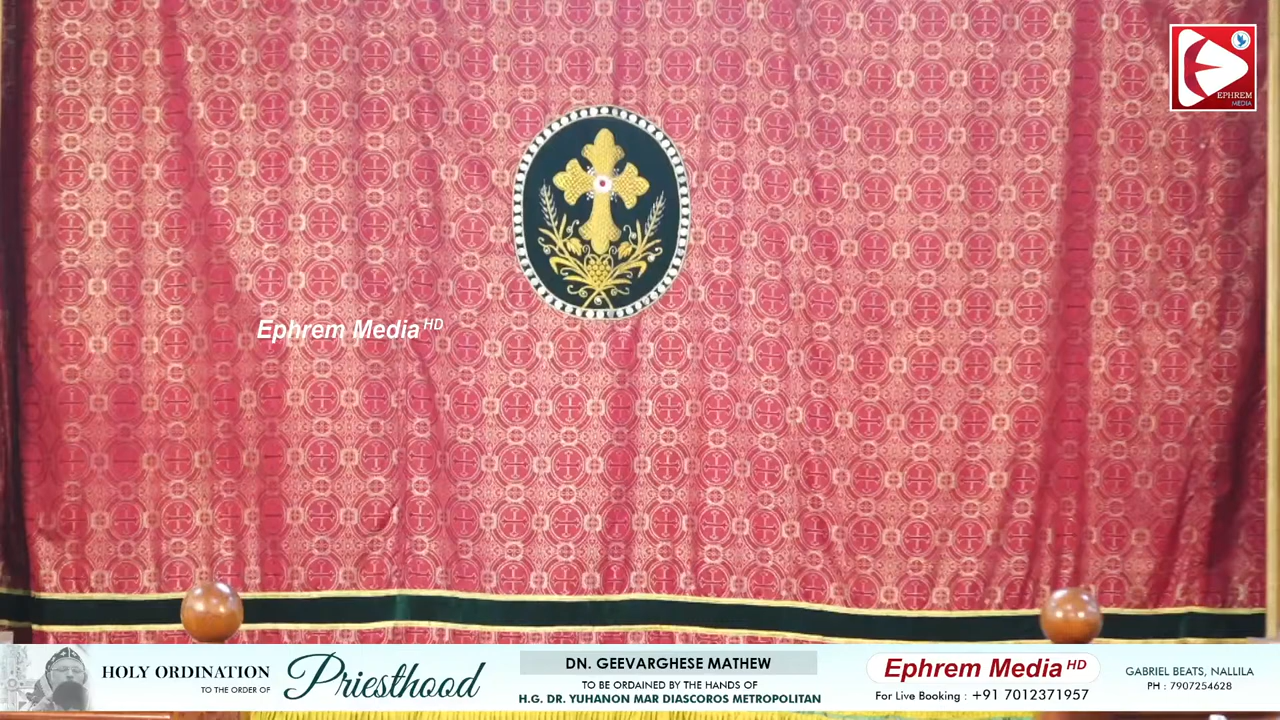 EPHREM
MEDIA
Ephrem Media HD
HOLY ORDINATION
TO THE ORDER OF
Priesthood
DN. GEEVARGHESE MATHEW
TO BE ORDAINED BY THE HANDS OF
H.G. DR. YUHANON MAR DIASCOROS METROPOLITAN
Ephrem Media HD
For Live Booking : +91 7012371957
GABRIEL BEATS, NALLILA
PH : 7907254628